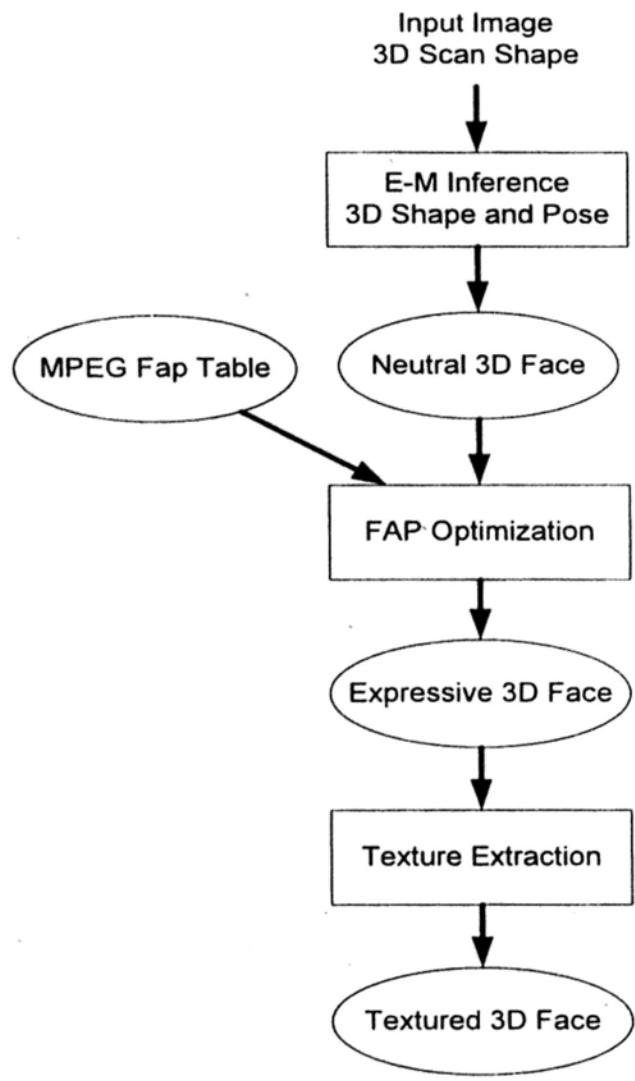 Input Image
3D Scan Shape
E-M Inference
3D Shape and Pose
MPEG Fap Table
Neutral 3D Face
FAP Optimization
Expressive 3D Face
Texture Extraction
Textured 3D Face